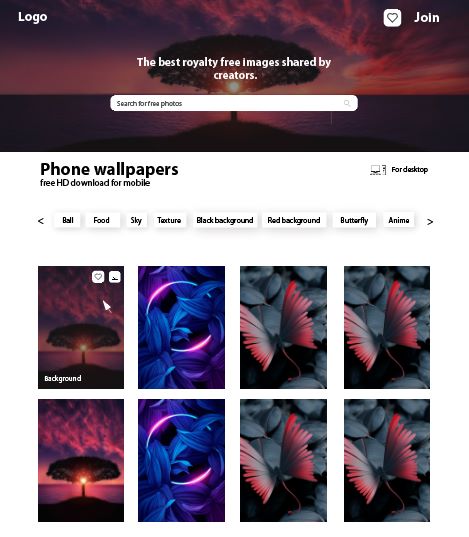 Logo
Join
The best royalty free images shared by
creators.
Search for free photos
Phone wallpapers
For desktop
free HD download for mobile
< Ball Food Sky Texture Black background Red background Butterfly Anime >
Background